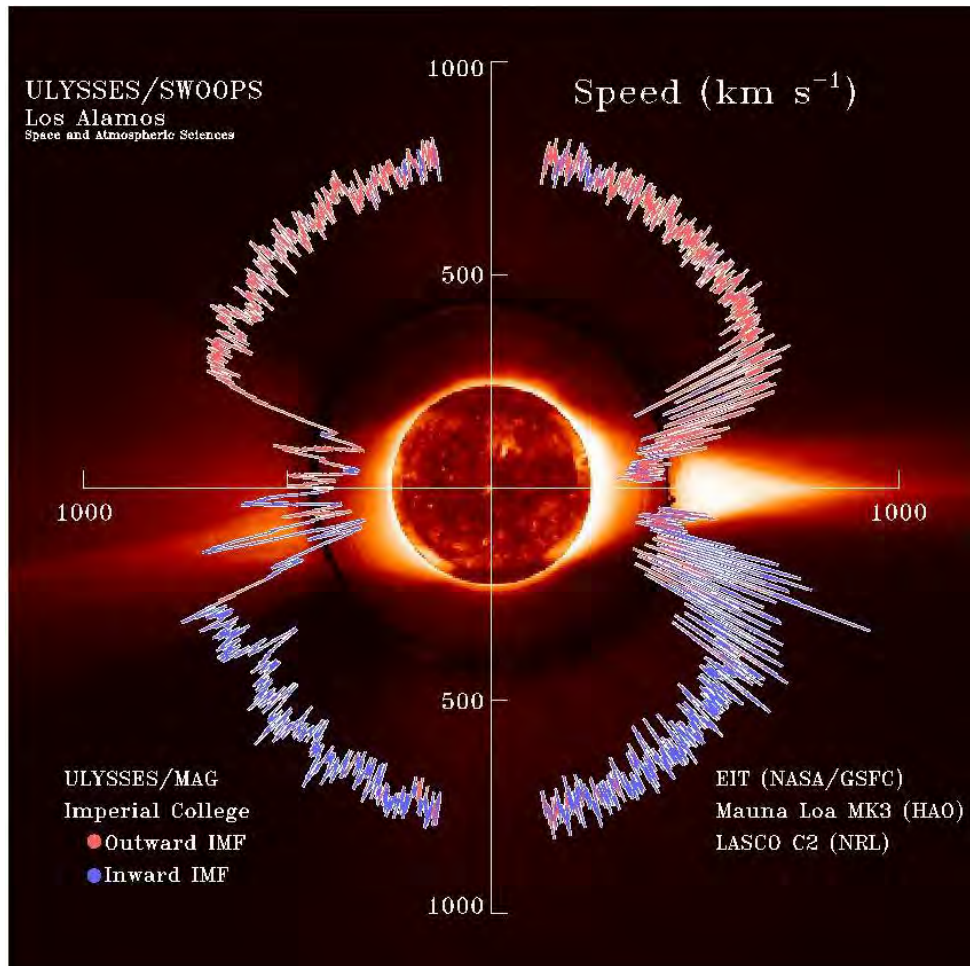 ULYSSES/SWOOPS
Los Alamos
Space and Atmospheric Sciences
Speed (km s⁻¹)
1000
500
1000
1000
500
1000
ULYSSES/MAG
Imperial College
Outward IMF
Inward IMF
EIT (NASA/GSFC)
Mauna Loa MK3 (HAO)
LASCO C2 (NRL)